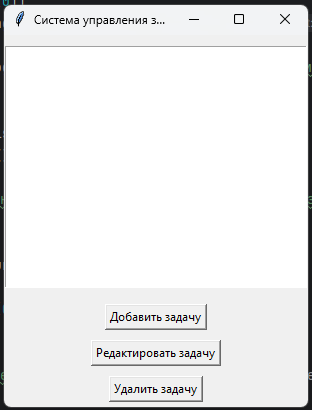 Система управления з...
Добавить задачу
Редактировать задачу
Удалить задачу